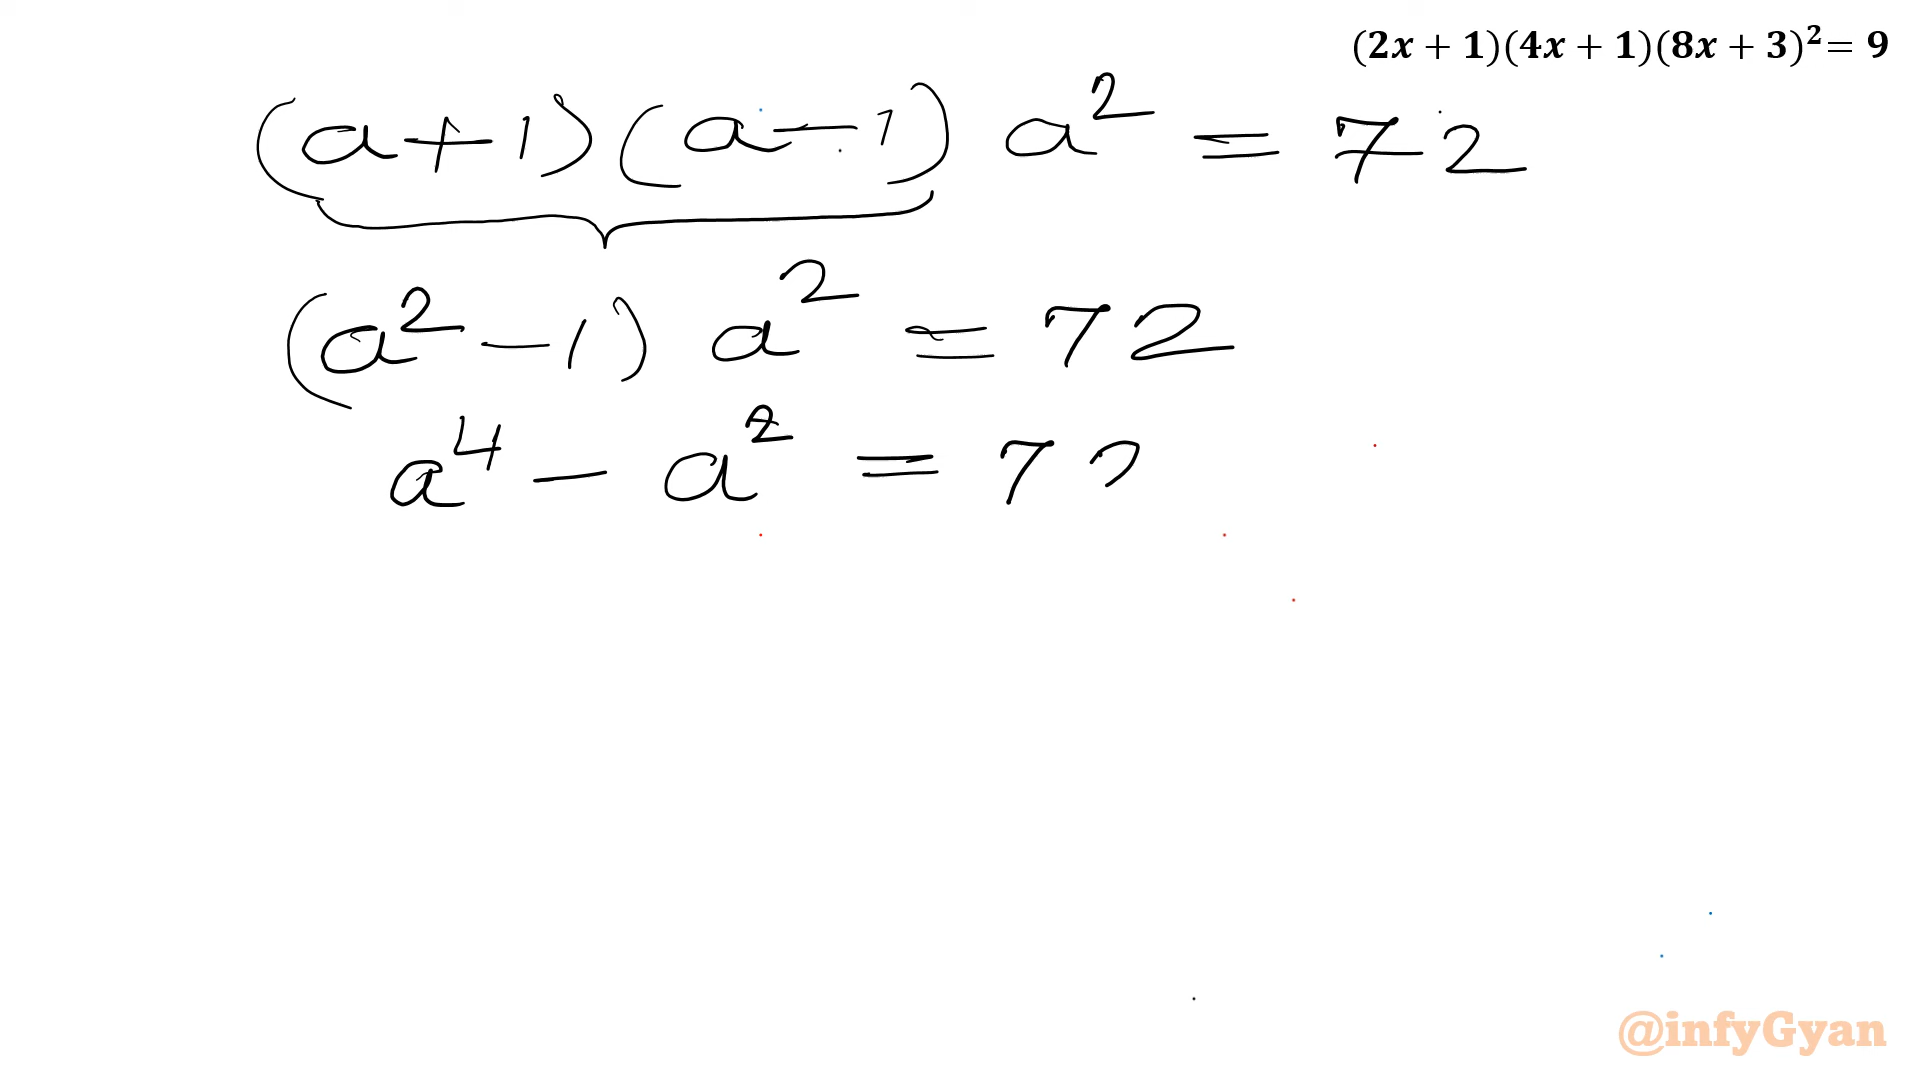 (2x + 1)(4x + 1)(8x + 3)²= 9
(a+1)(a-1) a² = 72
(a²-1) a² = 72
a⁴ - a² = 72
@infyGyan